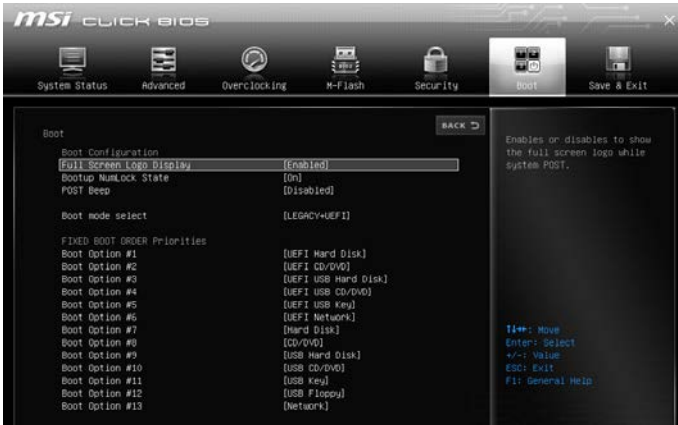 msi CLICK BIOS
System Status Advanced Overclocking M-Flash Security Boot Save & Exit
BACK
Boot
Boot Configuration
Full Screen Logo Display [Enabled]
Bootup NumLock State [On]
POST Beep [Disabled]
Boot mode select [LEGACY+UEFI]
FIXED BOOT ORDER Priorities
Boot Option #1 [UEFI Hard Disk]
Boot Option #2 [UEFI CD/DVD]
Boot Option #3 [UEFI USB Hard Disk]
Boot Option #4 [UEFI USB CD/DVD]
Boot Option #5 [UEFI USB Key]
Boot Option #6 [UEFI Network]
Boot Option #7 [Hard Disk]
Boot Option #8 [CD/DVD]
Boot Option #9 [USB Hard Disk]
Boot Option #10 [USB CD/DVD]
Boot Option #11 [USB Key]
Boot Option #12 [USB Floppy]
Boot Option #13 [Network]
Enables or disables to show
the full screen logo while
system POST.
↑↓←→: Move
Enter: Select
+/-: Value
ESC: Exit
F1: General Help